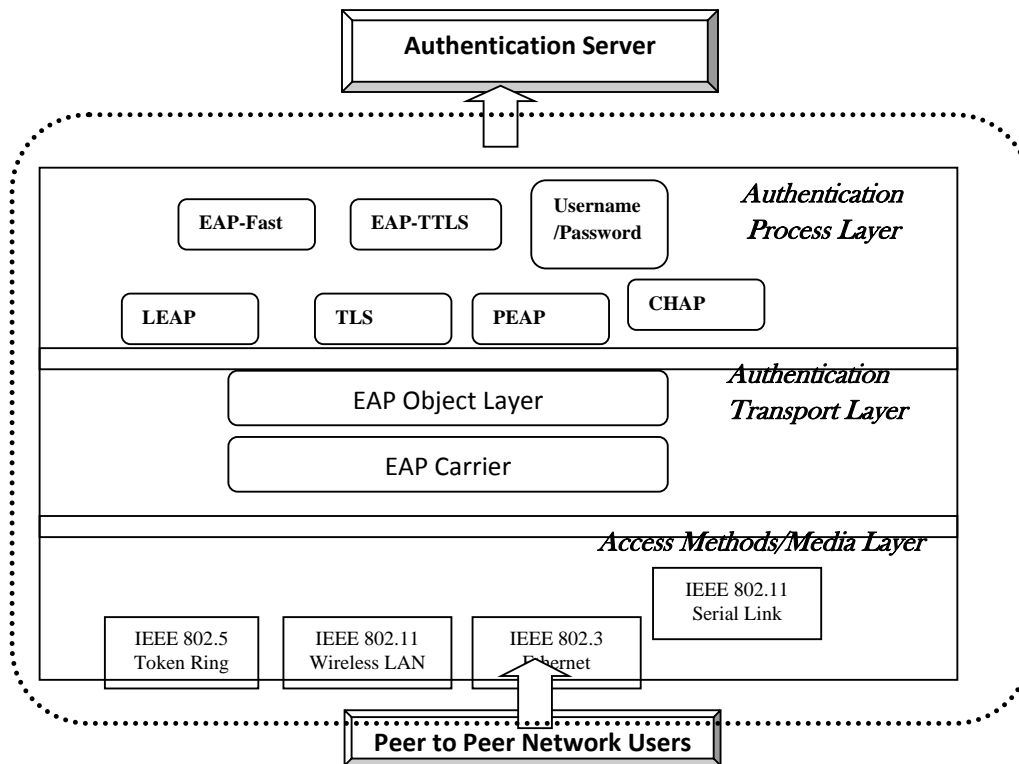 Authentication Server
Authentication
Process Layer
EAP-Fast
EAP-TTLS
Username
/Password
LEAP
TLS
PEAP
CHAP
Authentication
Transport Layer
EAP Object Layer
EAP Carrier
Access Methods/Media Layer
IEEE 802.11
Serial Link
IEEE 802.5
Token Ring
IEEE 802.11
Wireless LAN
IEEE 802.3
Ethernet
Peer to Peer Network Users